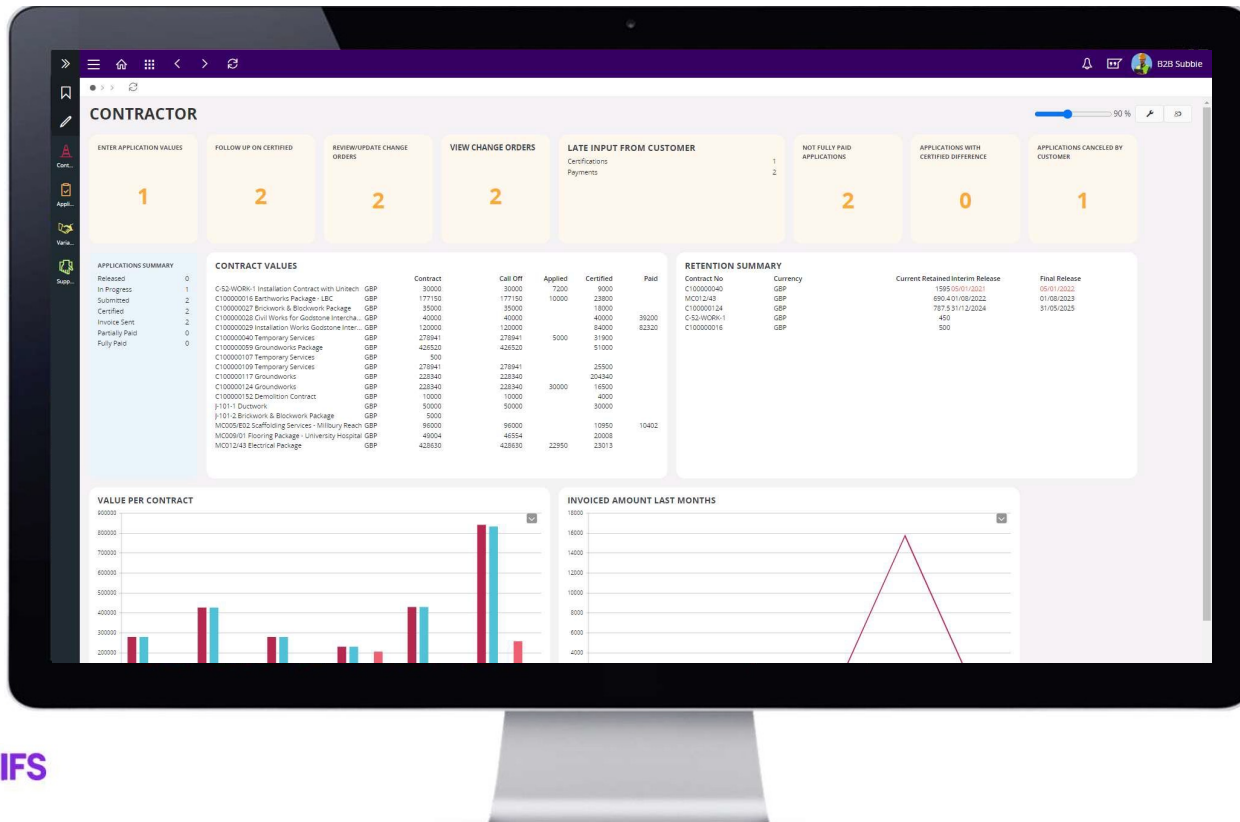 B2B Subbie
CONTRACTOR
90 %
Cont...
Appli...
Varia...
Supp...
ENTER APPLICATION VALUES
1
FOLLOW UP ON CERTIFIED
2
REVIEW/UPDATE CHANGE
ORDERS
2
VIEW CHANGE ORDERS
2
LATE INPUT FROM CUSTOMER
Certifications 1
Payments 2
NOT FULLY PAID
APPLICATIONS
2
APPLICATIONS WITH
CERTIFIED DIFFERENCE
0
APPLICATIONS CANCELED BY
CUSTOMER
1
APPLICATIONS SUMMARY
Released 0
In Progress 1
Submitted 2
Certified 2
Invoice Sent 2
Partially Paid 0
Fully Paid 0
CONTRACT VALUES
Contract Call Off Applied Certified Paid
C-52-WORK-1 Installation Contract with Unitech GBP 30000 30000 7200 9000
C100000016 Earthworks Package - LBC GBP 177150 177150 10000 23800
C100000027 Brickwork & Blockwork Package GBP 35000 35000 18000
C100000028 Civil Works for Godstone Intercha... GBP 40000 40000 40000 39200
C100000029 Installation Works Godstone Inter... GBP 120000 120000 84000 82320
C100000040 Temporary Services GBP 278941 278941 5000 31900
C100000059 Groundworks Package GBP 426520 426520 51000
C100000107 Temporary Services GBP 500
C100000109 Temporary Services GBP 278941 278941 25500
C100000117 Groundworks GBP 228340 228340 204340
C100000124 Groundworks GBP 228340 228340 30000 16500
C100000152 Demolition Contract GBP 10000 10000 4000
J-101-1 Ductwork GBP 50000 50000 30000
J-101-2 Brickwork & Blockwork Package GBP 5000
MC005/E02 Scaffolding Services - Millbury Reach GBP 96000 96000 10950 10402
MC009/01 Flooring Package - University Hospital GBP 49004 46554 20008
MC012/43 Electrical Package GBP 428630 428630 22950 23013
RETENTION SUMMARY
Contract No Currency Current Retained Interim Release Final Release
C100000040 GBP 1595 05/01/2021 05/01/2022
MC012/43 GBP 690.4 01/08/2022 01/08/2023
C100000124 GBP 787.5 31/12/2024 31/05/2025
C-52-WORK-1 GBP 450
C100000016 GBP 500
VALUE PER CONTRACT
900000
800000
700000
600000
500000
400000
300000
200000
INVOICED AMOUNT LAST MONTHS
18000
16000
14000
12000
10000
8000
6000
4000
IFS